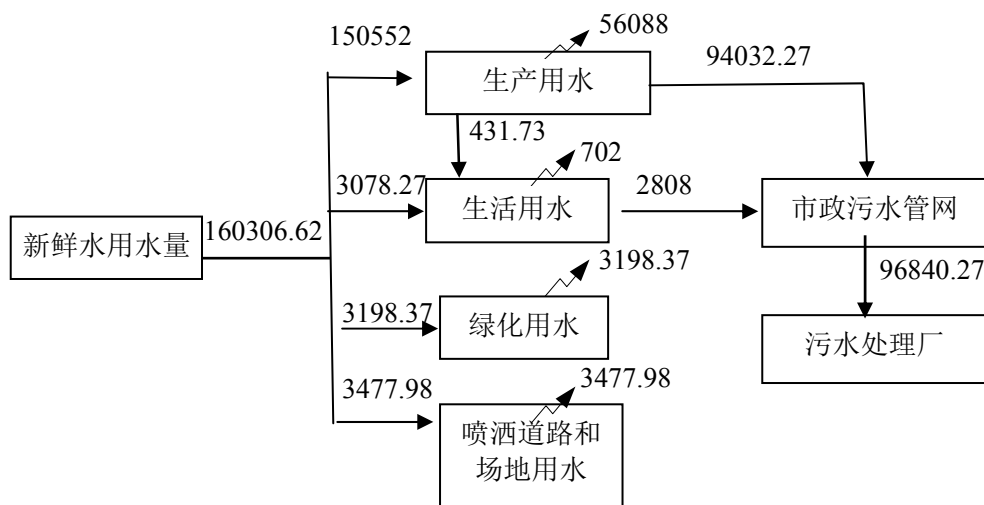 56088
150552
94032.27
生产用水
431.73
702
3078.27
2808
生活用水
市政污水管网
160306.62
新鲜水用水量
3198.37
96840.27
3198.37
绿化用水
污水处理厂
3477.98
3477.98
喷洒道路和
场地用水